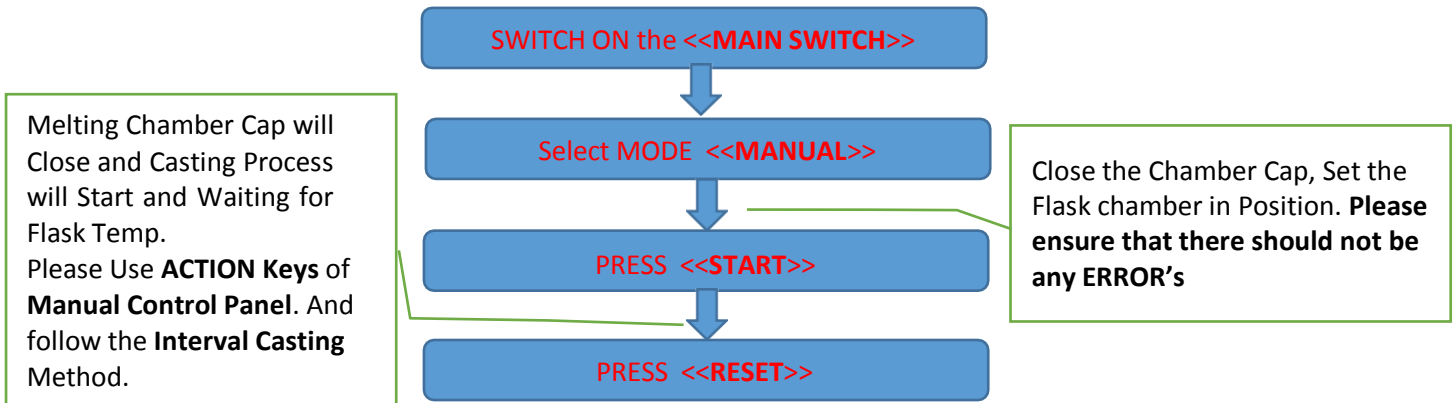 SWITCH ON the <<MAIN SWITCH>>
Select MODE <<MANUAL>>
Close the Chamber Cap, Set the
Flask chamber in Position. Please
ensure that there should not be
any ERROR's
PRESS <<START>>
Melting Chamber Cap will
Close and Casting Process
will Start and Waiting for
Flask Temp.
Please Use ACTION Keys of
Manual Control Panel. And
follow the Interval Casting
Method.
PRESS <<RESET>>